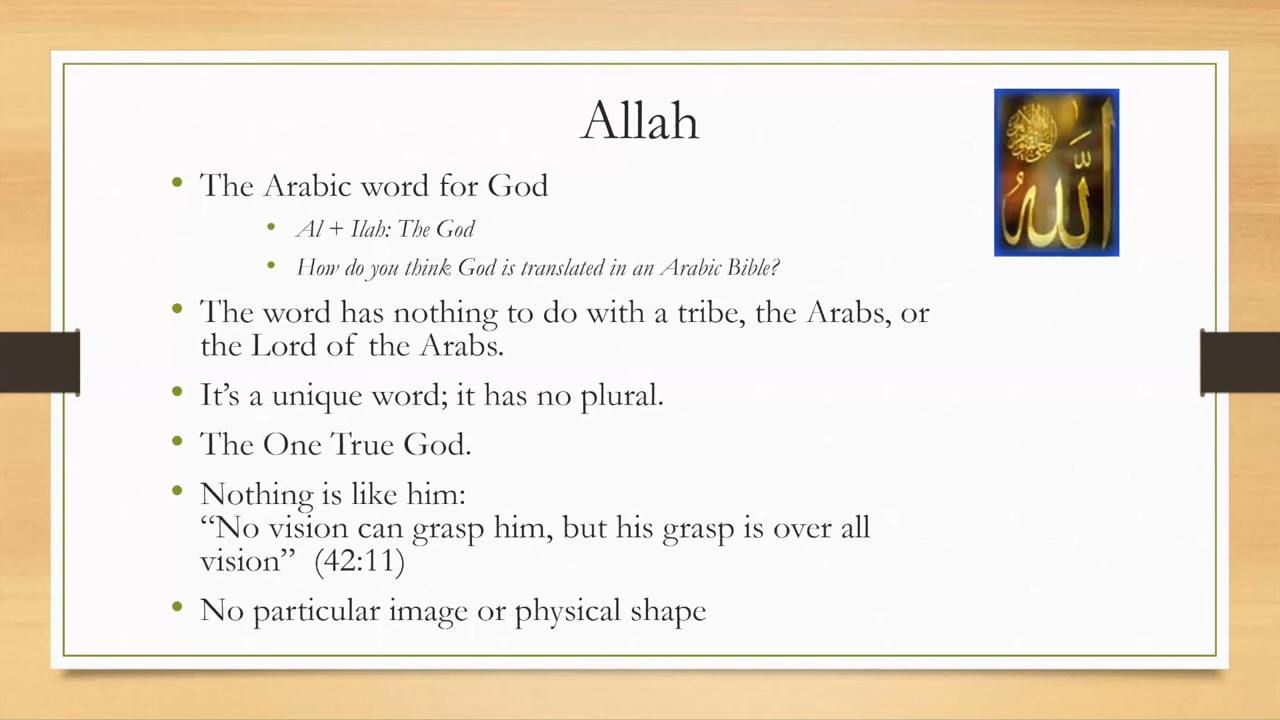 Allah
الله
• The Arabic word for God
• Al + Ilah: The God
• How do you think God is translated in an Arabic Bible?
• The word has nothing to do with a tribe, the Arabs, or
the Lord of the Arabs.
• It’s a unique word; it has no plural.
• The One True God.
• Nothing is like him:
“No vision can grasp him, but his grasp is over all
vision” (42:11)
• No particular image or physical shape